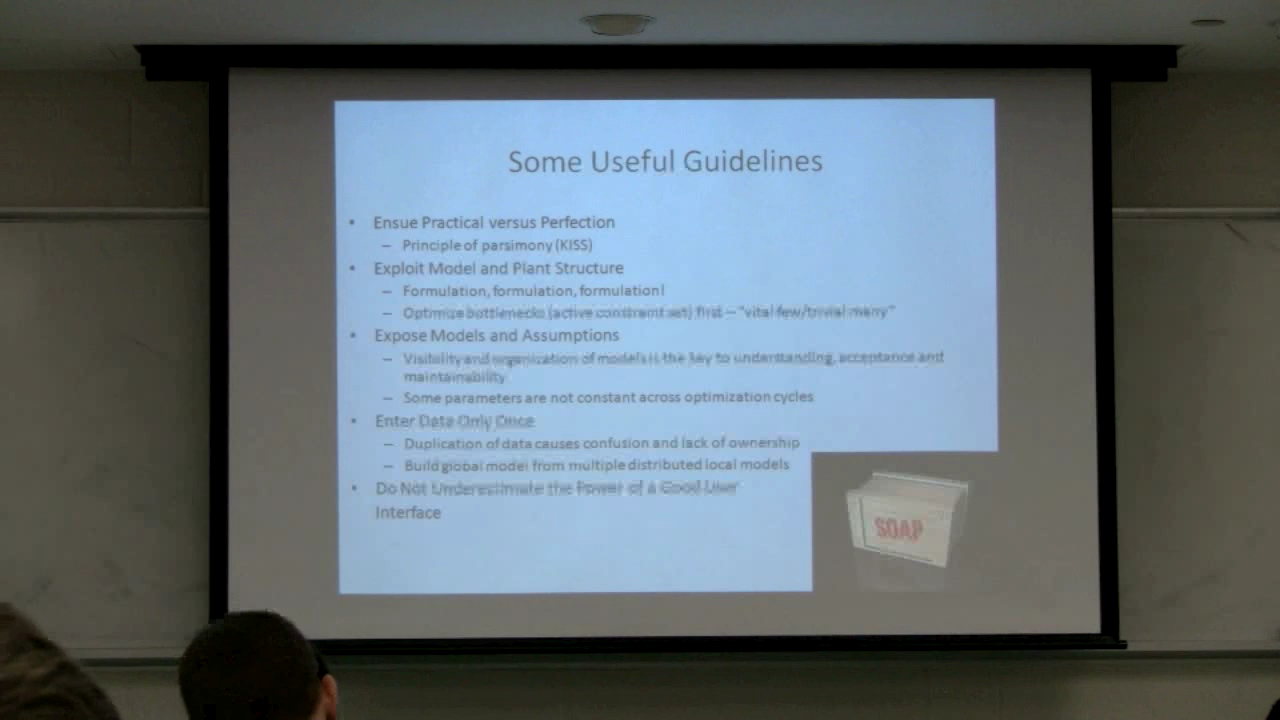 Some Useful Guidelines
• Ensue Practical versus Perfection
– Principle of parsimony (KISS)
• Exploit Model and Plant Structure
– Formulation, formulation, formulation!
– Optimize bottlenecks (active constraint set) first – "vital few/trivial many"
• Expose Models and Assumptions
– Visibility and organization of models is the key to understanding, acceptance and
maintainability
– Some parameters are not constant across optimization cycles
• Enter Data Only Once
– Duplication of data causes confusion and lack of ownership
– Build global model from multiple distributed local models
• Do Not Underestimate the Power of a Good User
Interface
SOAP